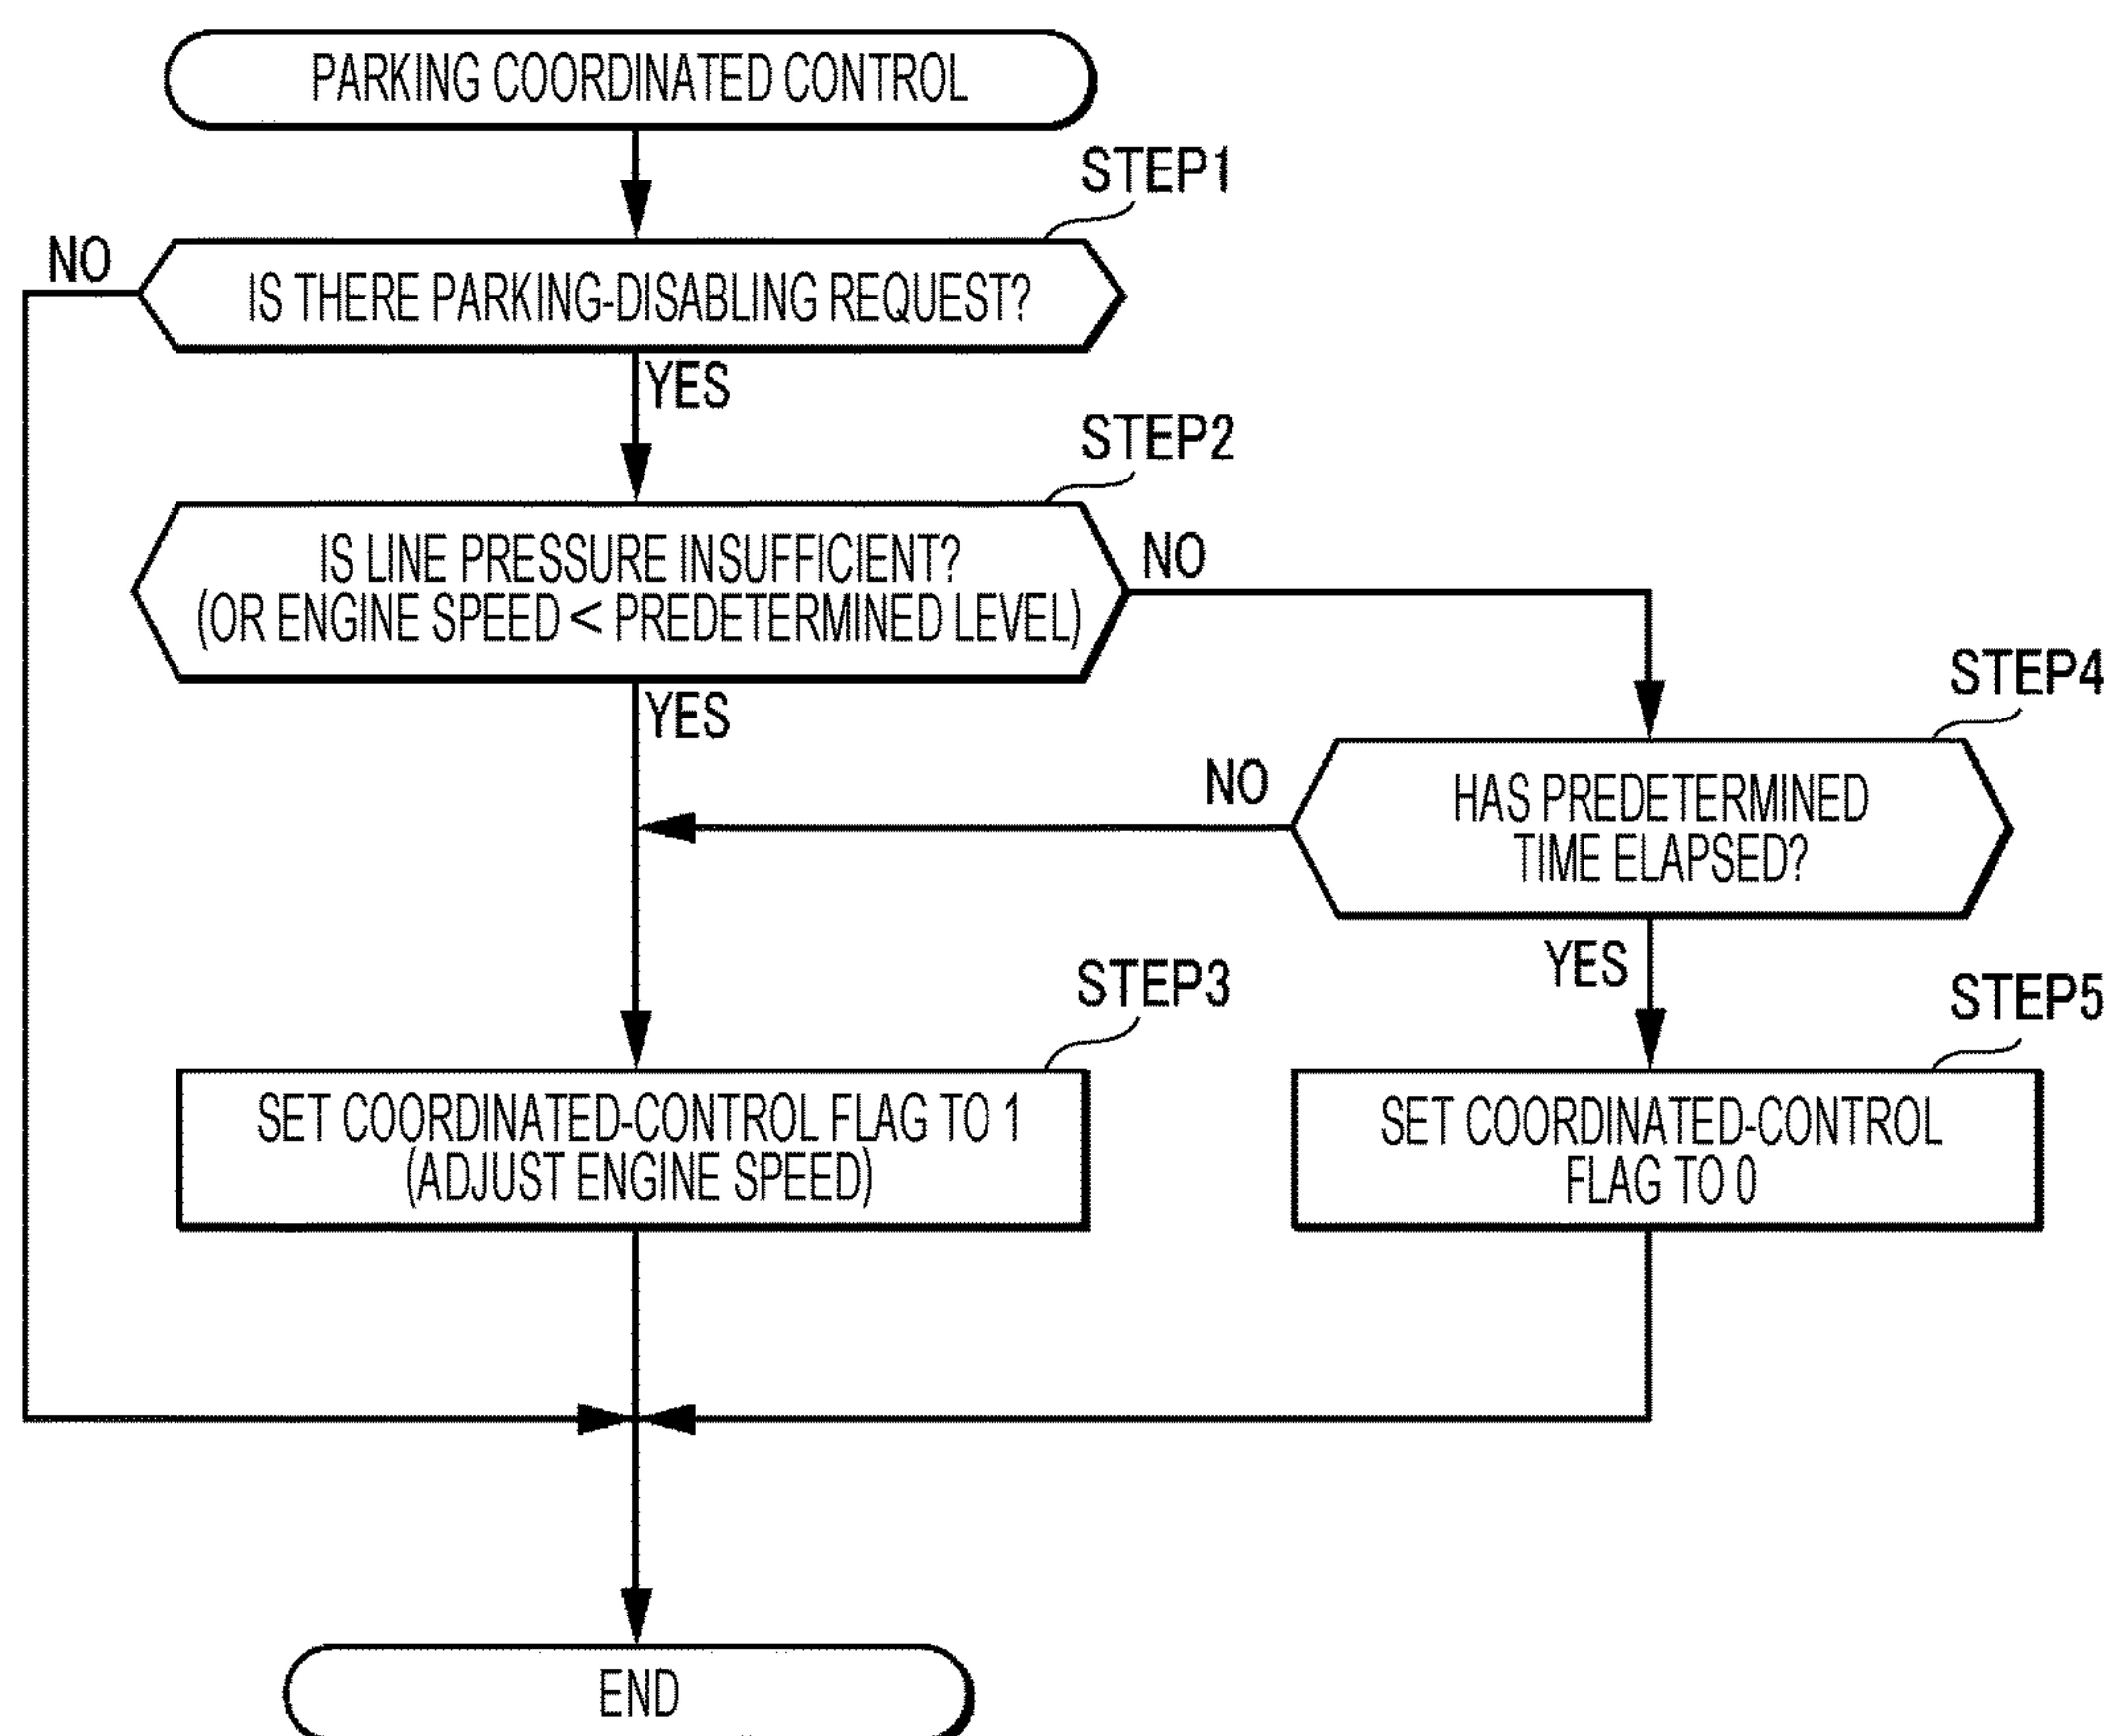 PARKING COORDINATED CONTROL
STEP1
NO
IS THERE PARKING-DISABLING REQUEST?
YES
STEP2
IS LINE PRESSURE INSUFFICIENT?
(OR ENGINE SPEED < PREDETERMINED LEVEL)
NO
YES
STEP4
NO
HAS PREDETERMINED
TIME ELAPSED?
YES
STEP3
STEP5
SET COORDINATED-CONTROL FLAG TO 1
(ADJUST ENGINE SPEED)
SET COORDINATED-CONTROL
FLAG TO 0
END